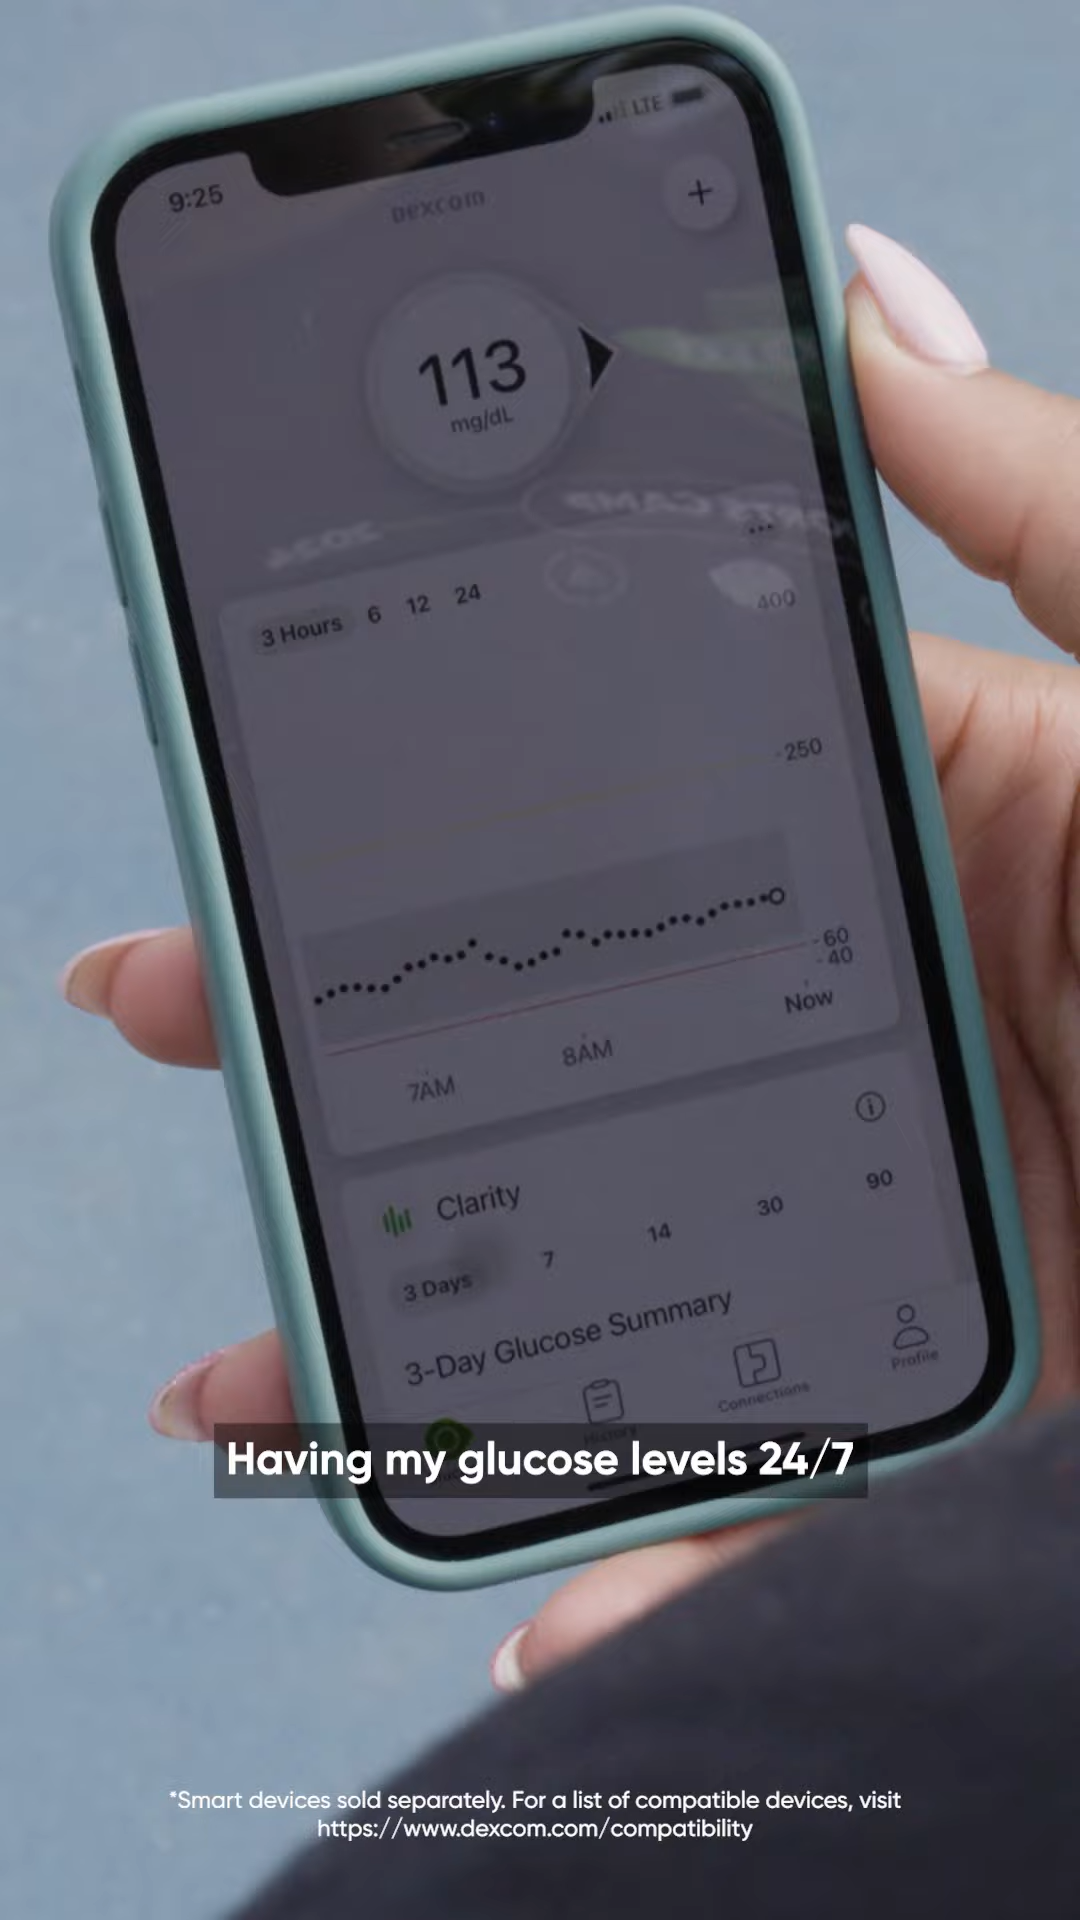 9:25
LTE
Dexcom
+
113
mg/dL
...
3 Hours 6 12 24
400
250
60
40
Now
8AM
7AM
Clarity
3 Days 7 14 30 90
3-Day Glucose Summary
Profile
Connections
History
Having my glucose levels 24/7
*Smart devices sold separately. For a list of compatible devices, visit
https://www.dexcom.com/compatibility